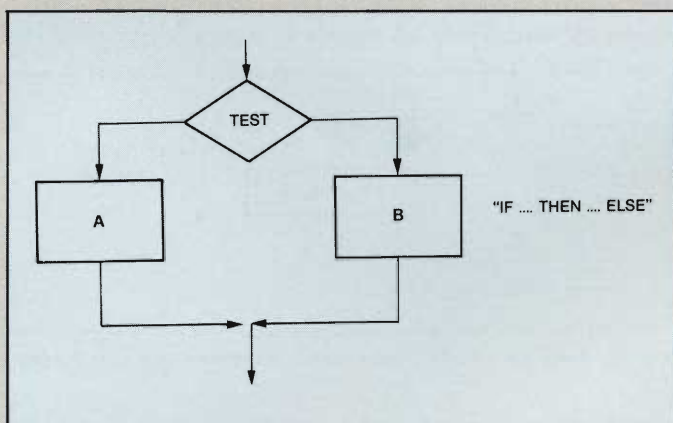 TEST
A
B
"IF .... THEN .... ELSE"